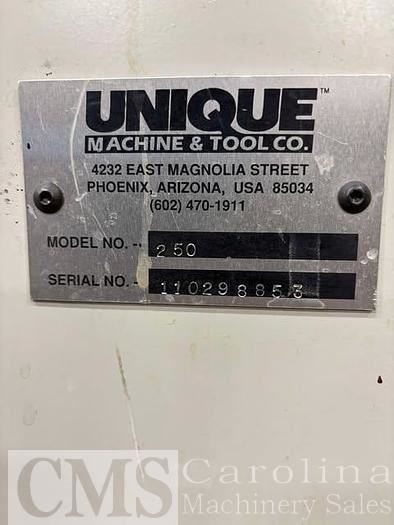 UNIQUE™
MACHINE & TOOL CO.
4232 EAST MAGNOLIA STREET
PHOENIX, ARIZONA, USA 85034
(602) 470-1911
MODEL NO. - 250
SERIAL NO. - 110298853
CMS Carolina
Machinery Sales